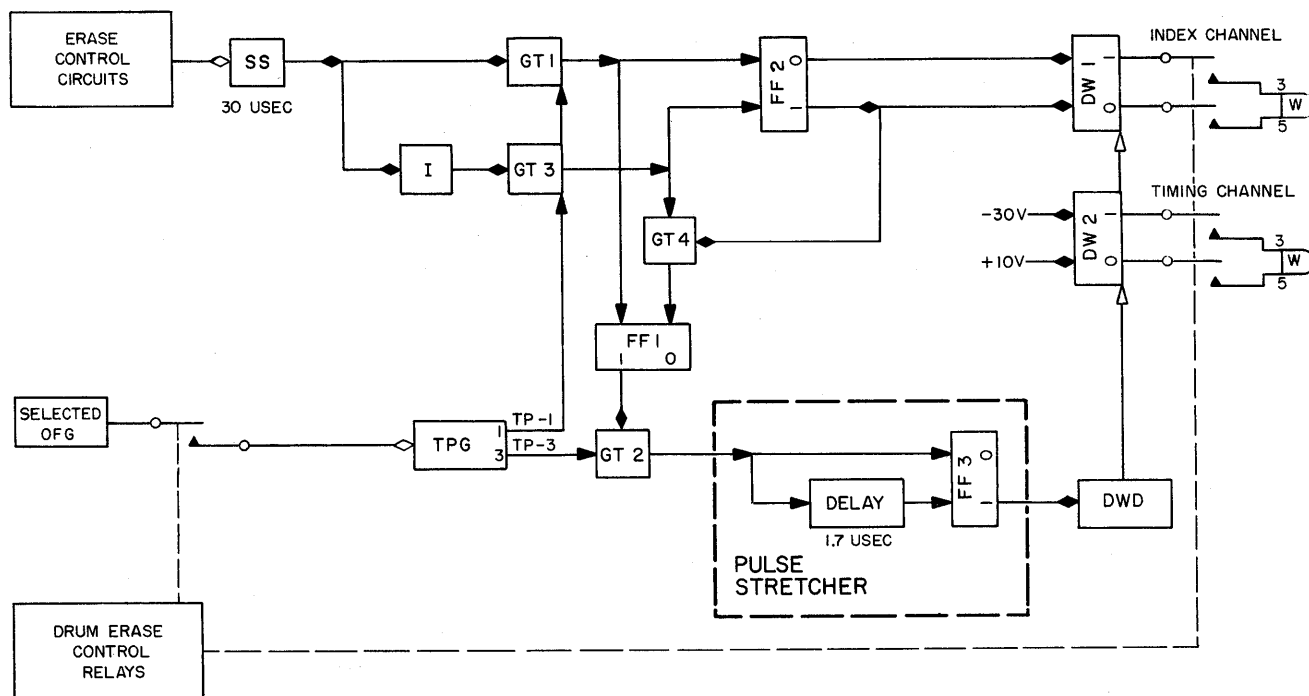 ERASE
CONTROL
CIRCUITS
SS
30 USEC
GT 1
I
GT 3
FF 2
0
1
GT 4
FF 1
1
0
DW 1
1
0
INDEX CHANNEL
3
W
5
TIMING CHANNEL
-30V
+10V
DW 2
1
0
3
W
5
SELECTED
OFG
TPG
1
3
TP-1
TP-3
GT 2
DELAY
1.7 USEC
FF 3
0
1
PULSE
STRETCHER
DWD
DRUM ERASE
CONTROL
RELAYS